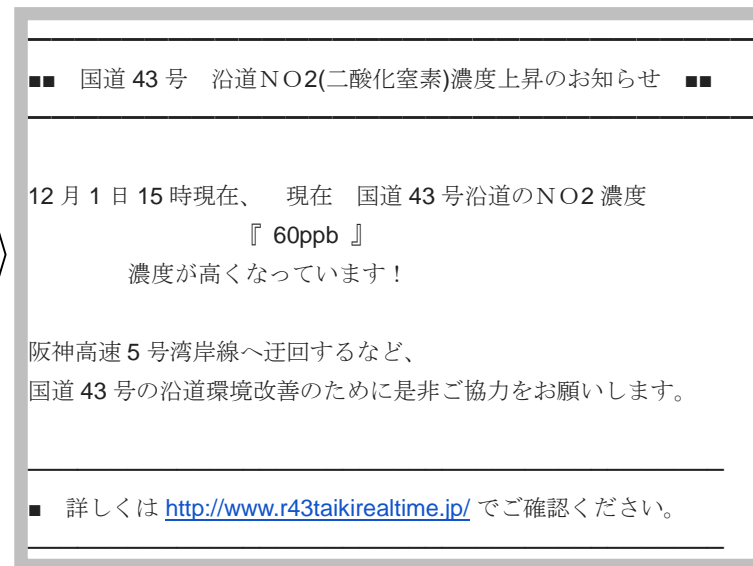 ■■　国道 43 号　沿道ＮＯ2(二酸化窒素)濃度上昇のお知らせ　■■
12 月 1 日 15 時現在、　現在　国道 43 号沿道のＮＯ2 濃度
『 60ppb 』
濃度が高くなっています！
阪神高速 5 号湾岸線へ迂回するなど、
国道 43 号の沿道環境改善のために是非ご協力をお願いします。
■　詳しくは http://www.r43taikirealtime.jp/ でご確認ください。